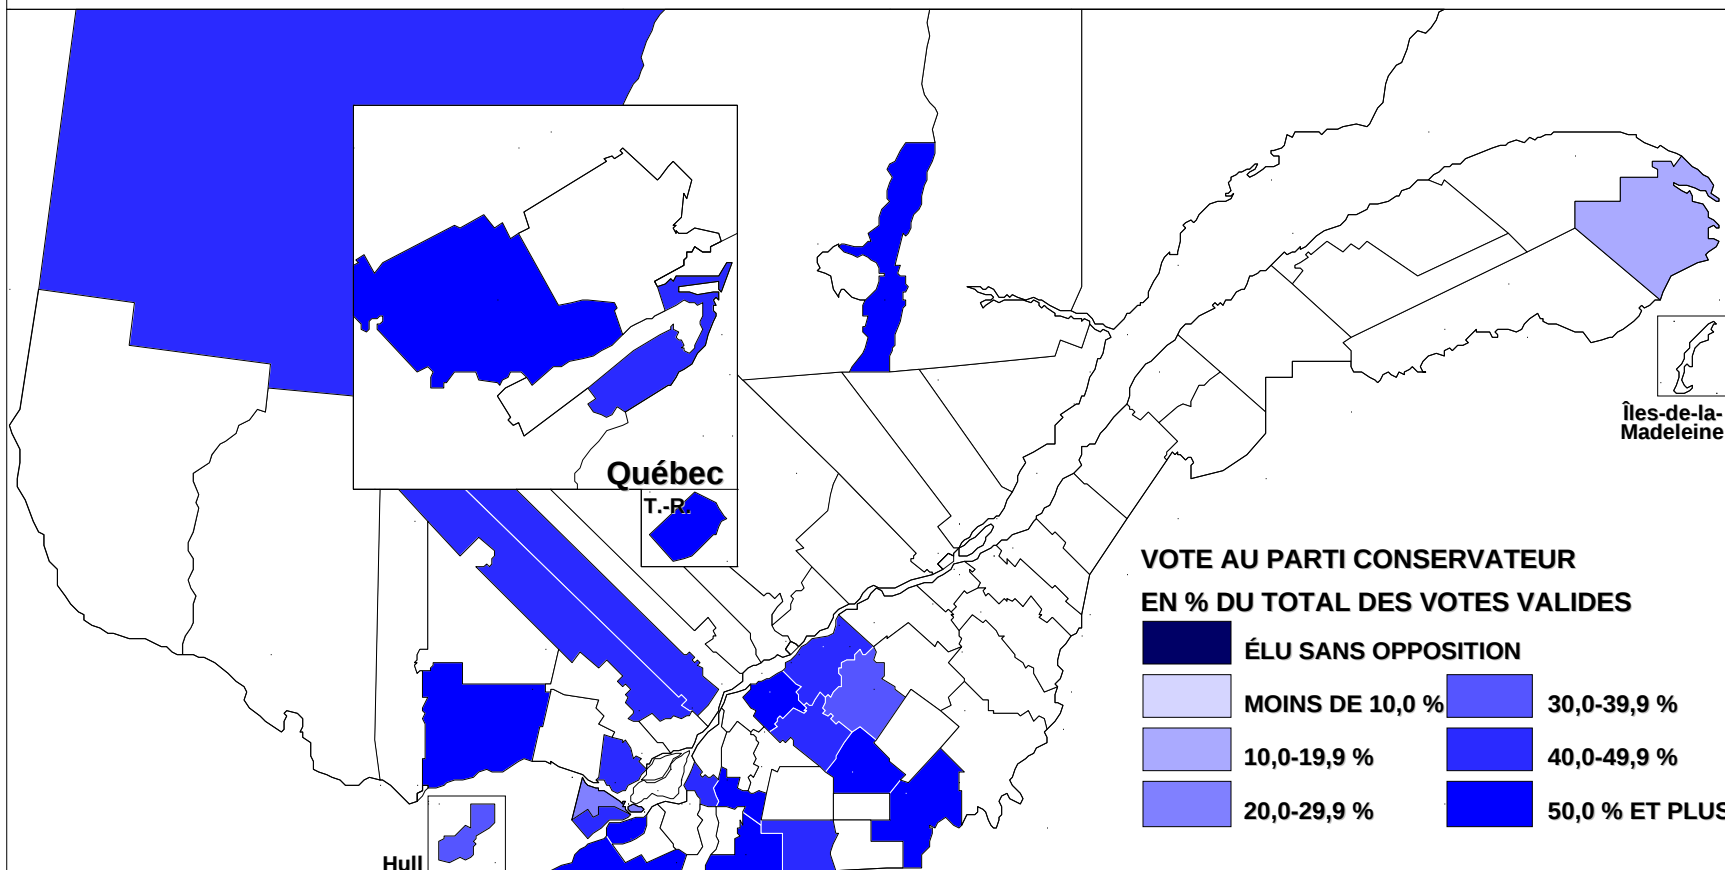 Québec
T.-R.
Îles-de-la-
Madeleine
VOTE AU PARTI CONSERVATEUR
EN % DU TOTAL DES VOTES VALIDES
ÉLU SANS OPPOSITION
MOINS DE 10,0 %
30,0-39,9 %
10,0-19,9 %
40,0-49,9 %
20,0-29,9 %
50,0 % ET PLUS
Hull